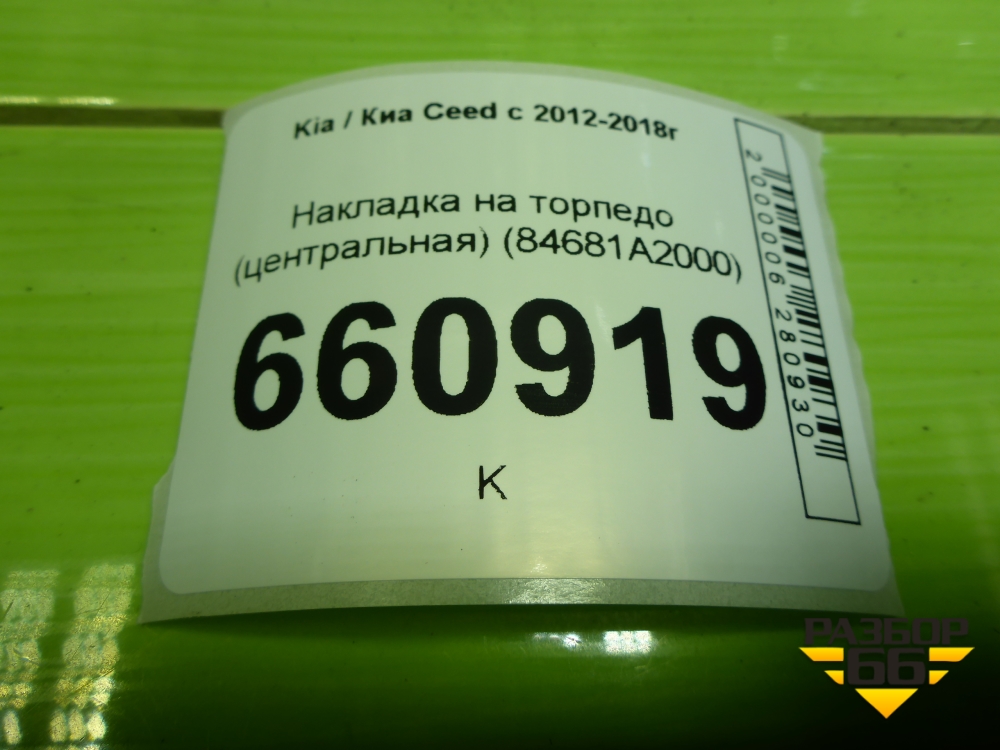 Kia / Киа Ceed с 2012-2018г
Накладка на торпедо
(центральная) (84681A2000)
660919
К
2000006280930
РАЗБОР
66